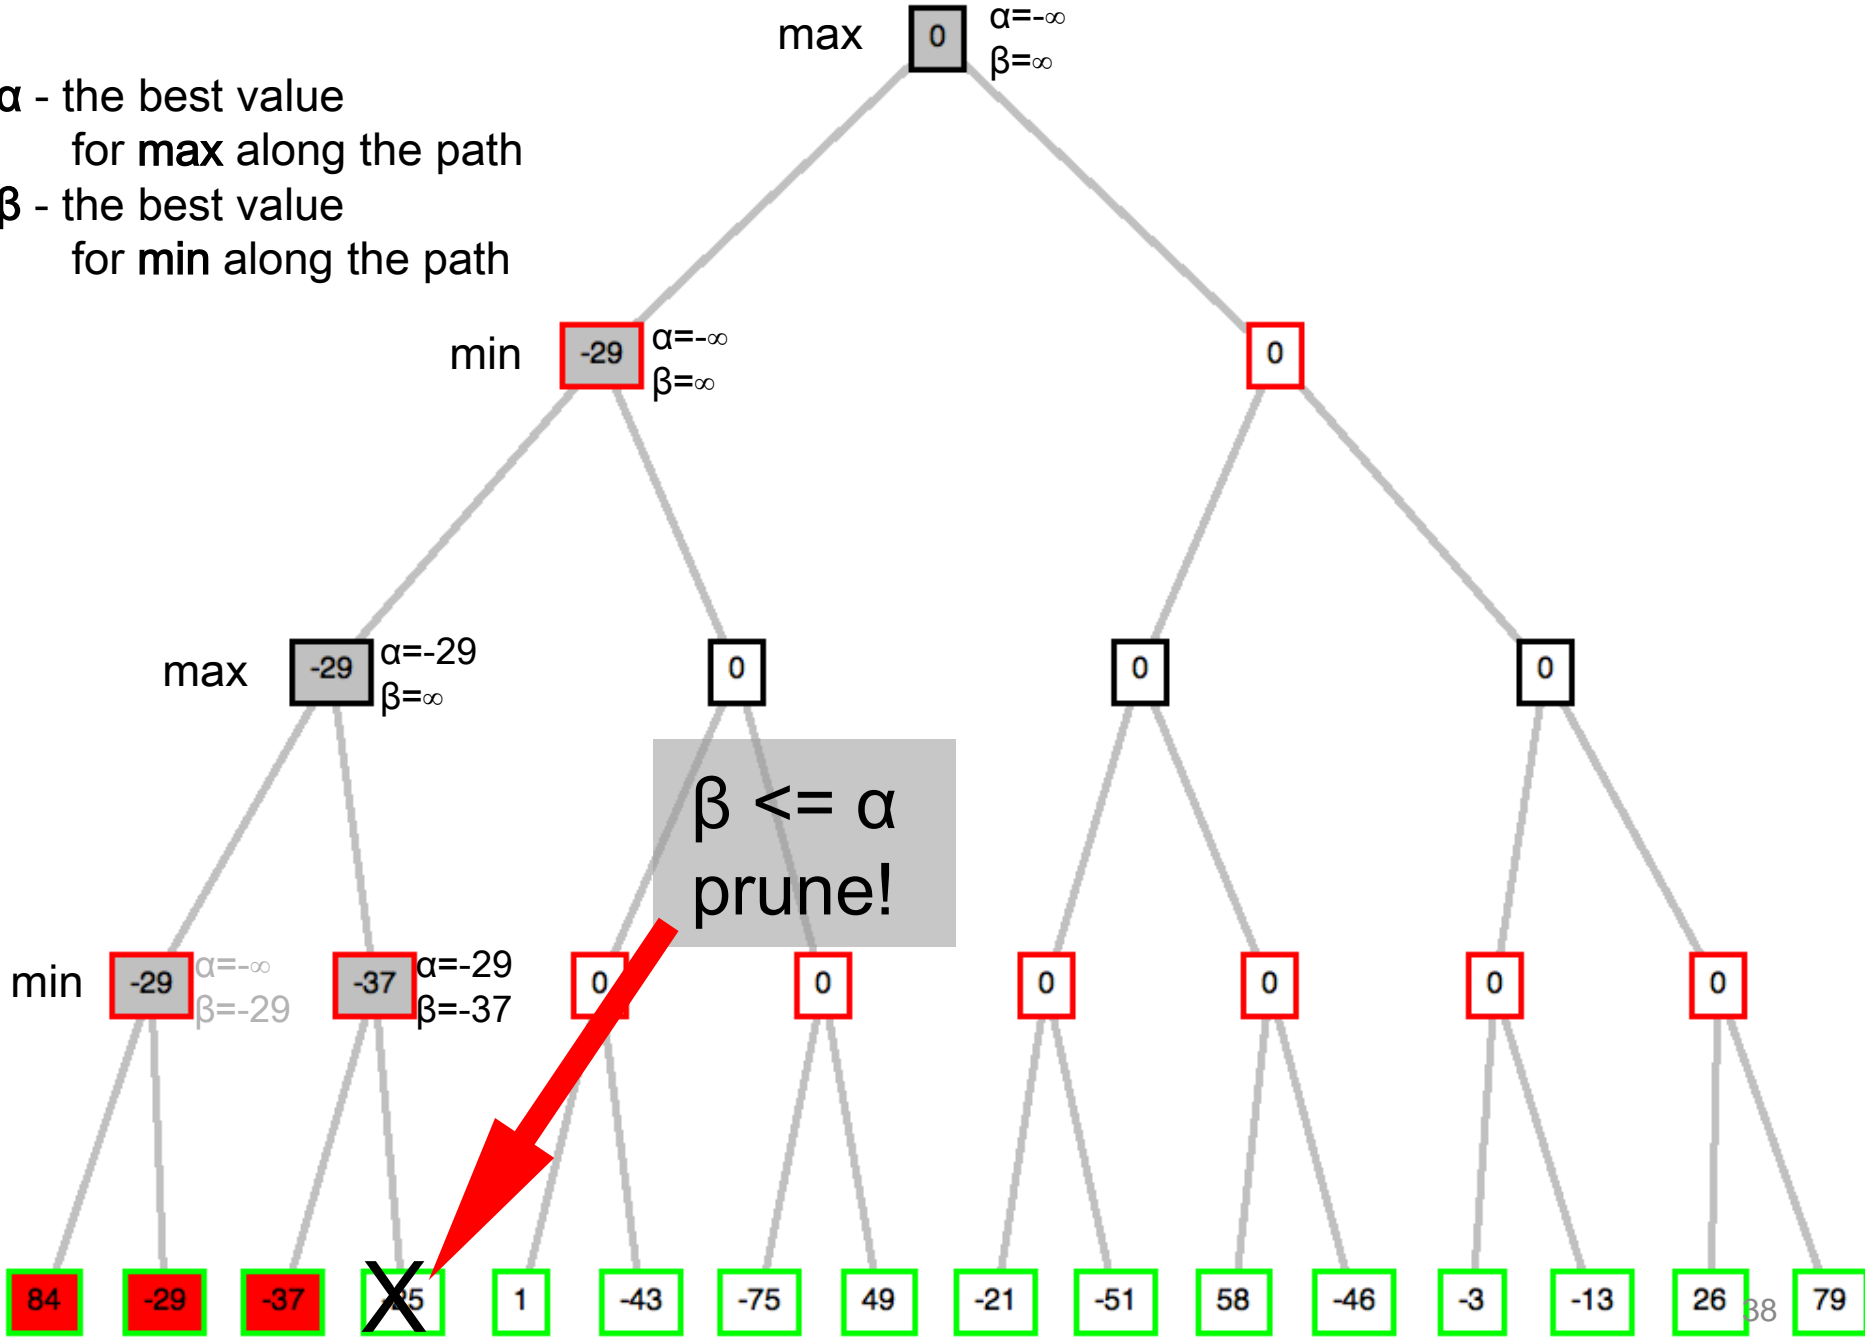 max 0 α=-∞
β=∞
α - the best value
for max along the path
β - the best value
for min along the path
min -29 α=-∞
β=∞
0
max -29 α=-29
β=∞
0
0
0
β <= α
prune!
min -29 α=-∞
β=-29
-37 α=-29
β=-37
0
0
0
0
0
0
84 -29 -37 X 1 -43 -75 49 -21 -51 58 -46 -3 -13 26 38 79